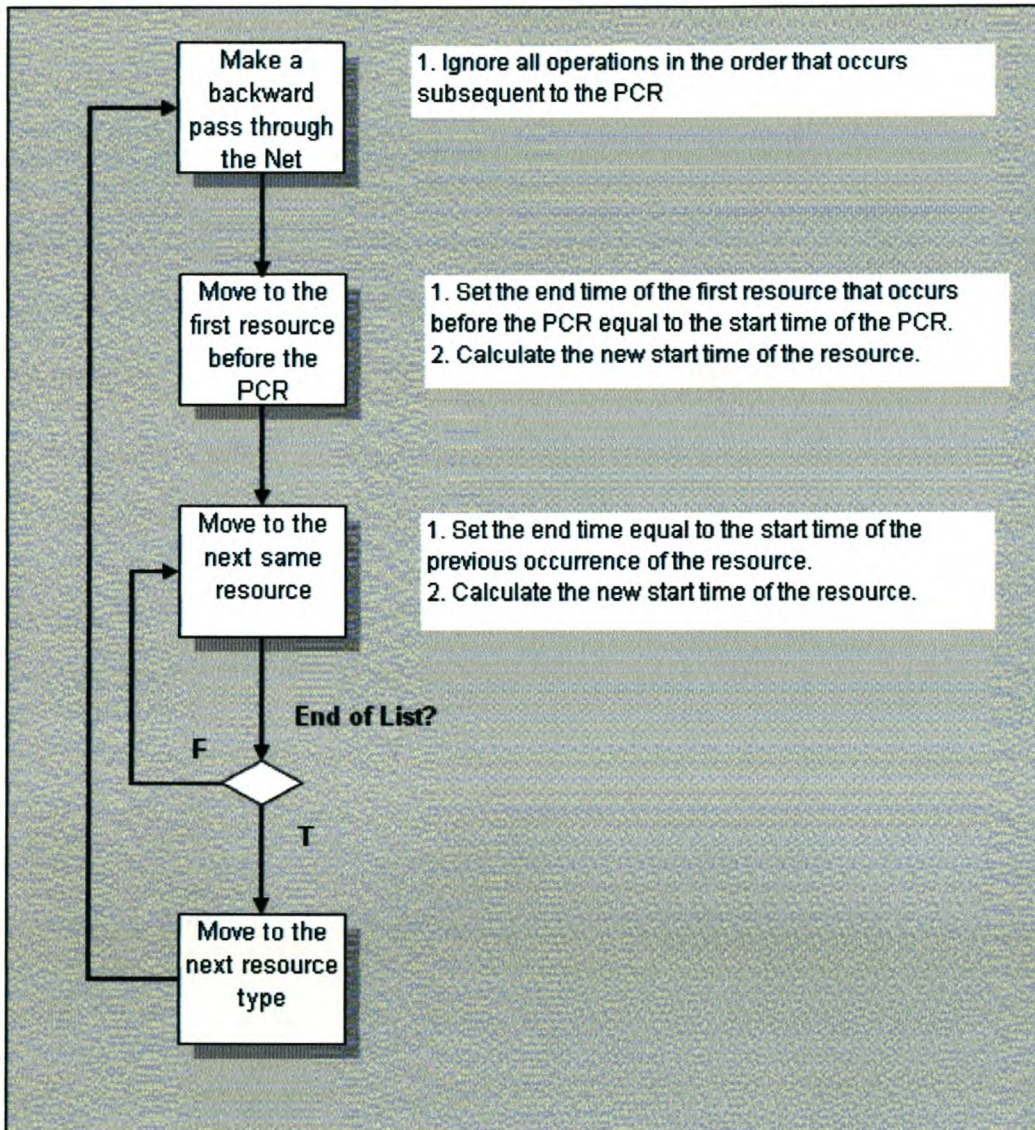 Make a
backward
pass through
the Net
1. Ignore all operations in the order that occurs
subsequent to the PCR
Move to the
first resource
before the
PCR
1. Set the end time of the first resource that occurs
before the PCR equal to the start time of the PCR.
2. Calculate the new start time of the resource.
Move to the
next same
resource
1. Set the end time equal to the start time of the
previous occurrence of the resource.
2. Calculate the new start time of the resource.
End of List?
F
T
Move to the
next resource
type